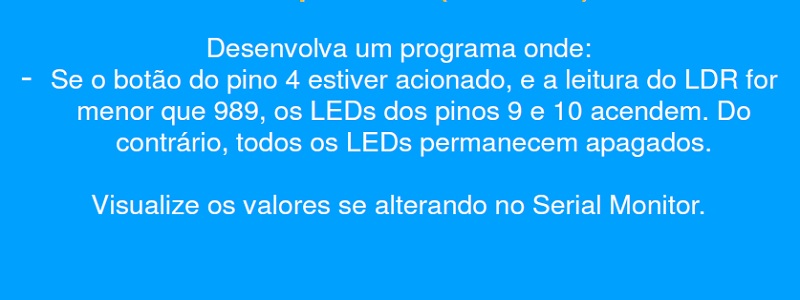 Desenvolva um programa onde:
- Se o botão do pino 4 estiver acionado, e a leitura do LDR for
menor que 989, os LEDs dos pinos 9 e 10 acendem. Do
contrário, todos os LEDs permanecem apagados.
Visualize os valores se alterando no Serial Monitor.